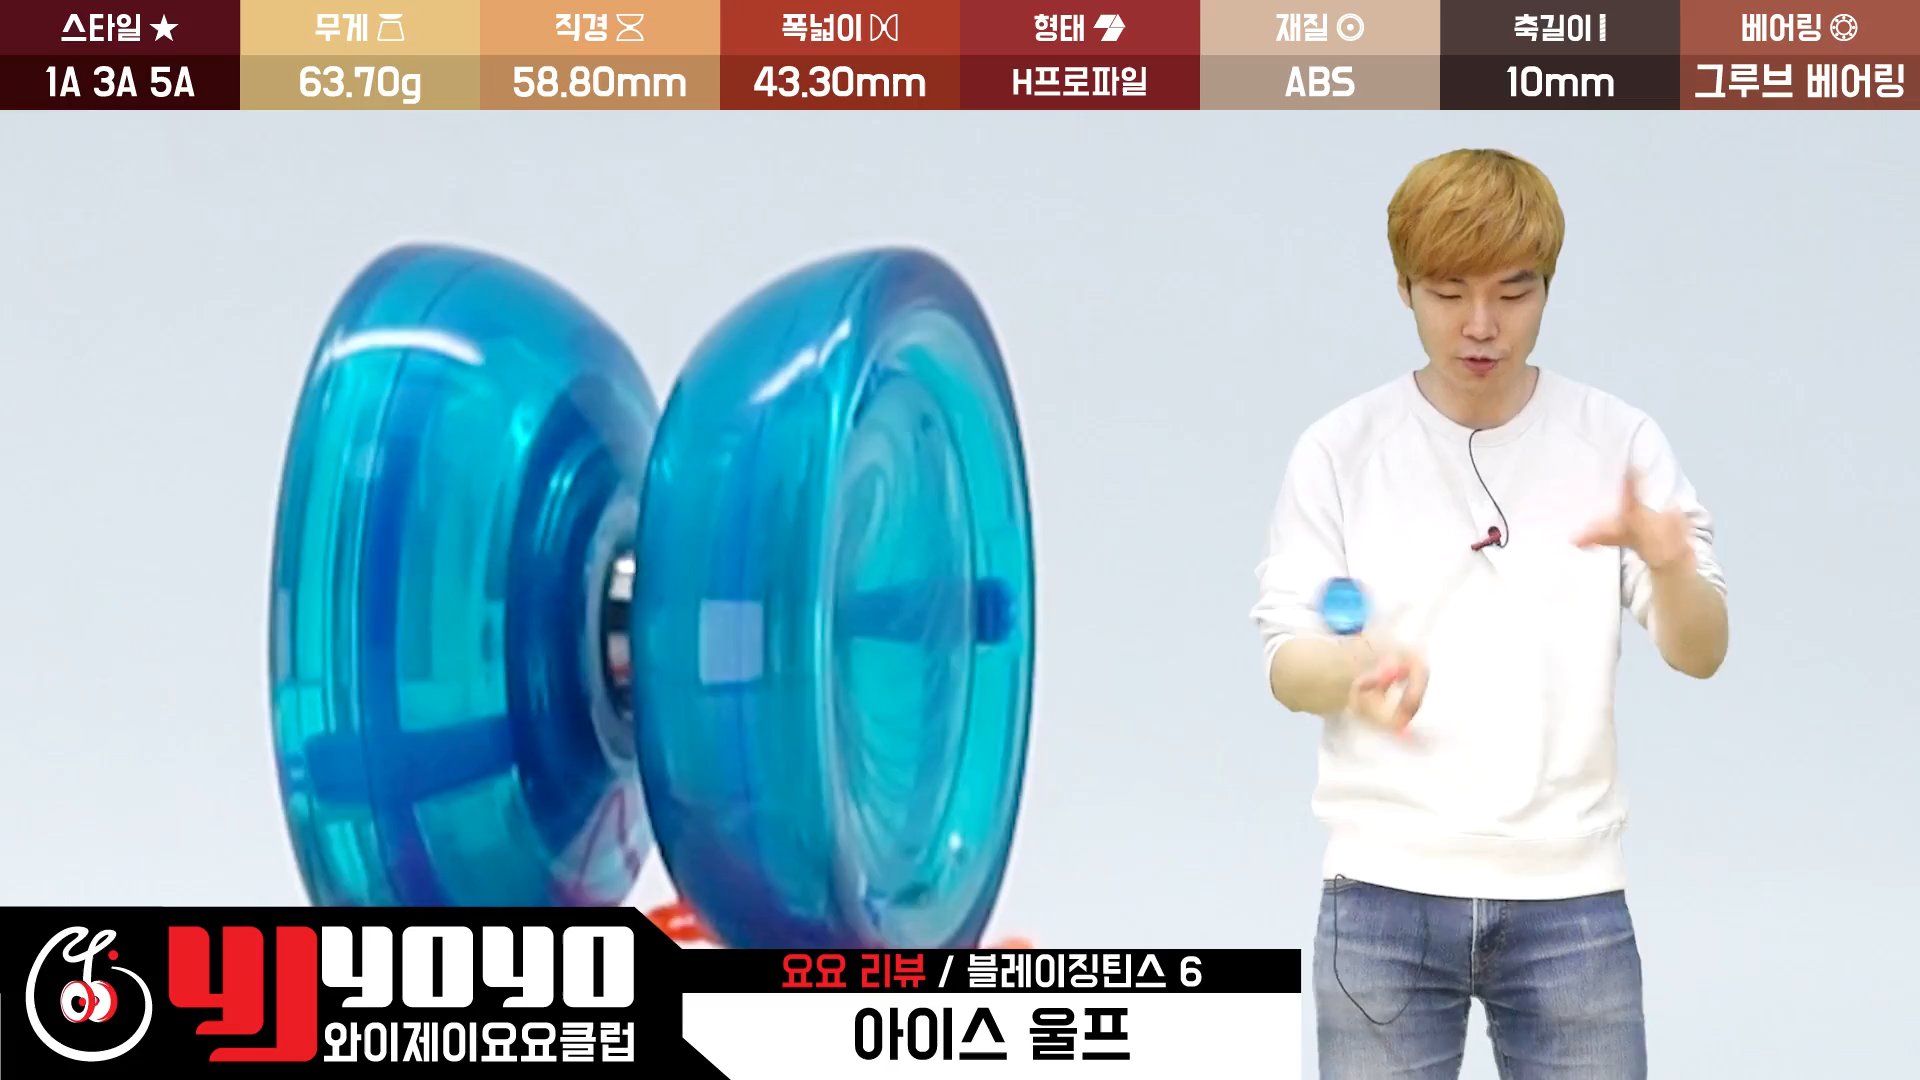 스타일
무게
직경
폭넓이
형태
재질
축길이
베어링
1A 3A 5A
63.70g
58.80mm
43.30mm
H프로파일
ABS
10mm
그루브 베어링
YJYOYO
와이제이요요클럽
요요 리뷰 / 블레이징틴스 6
아이스 울프